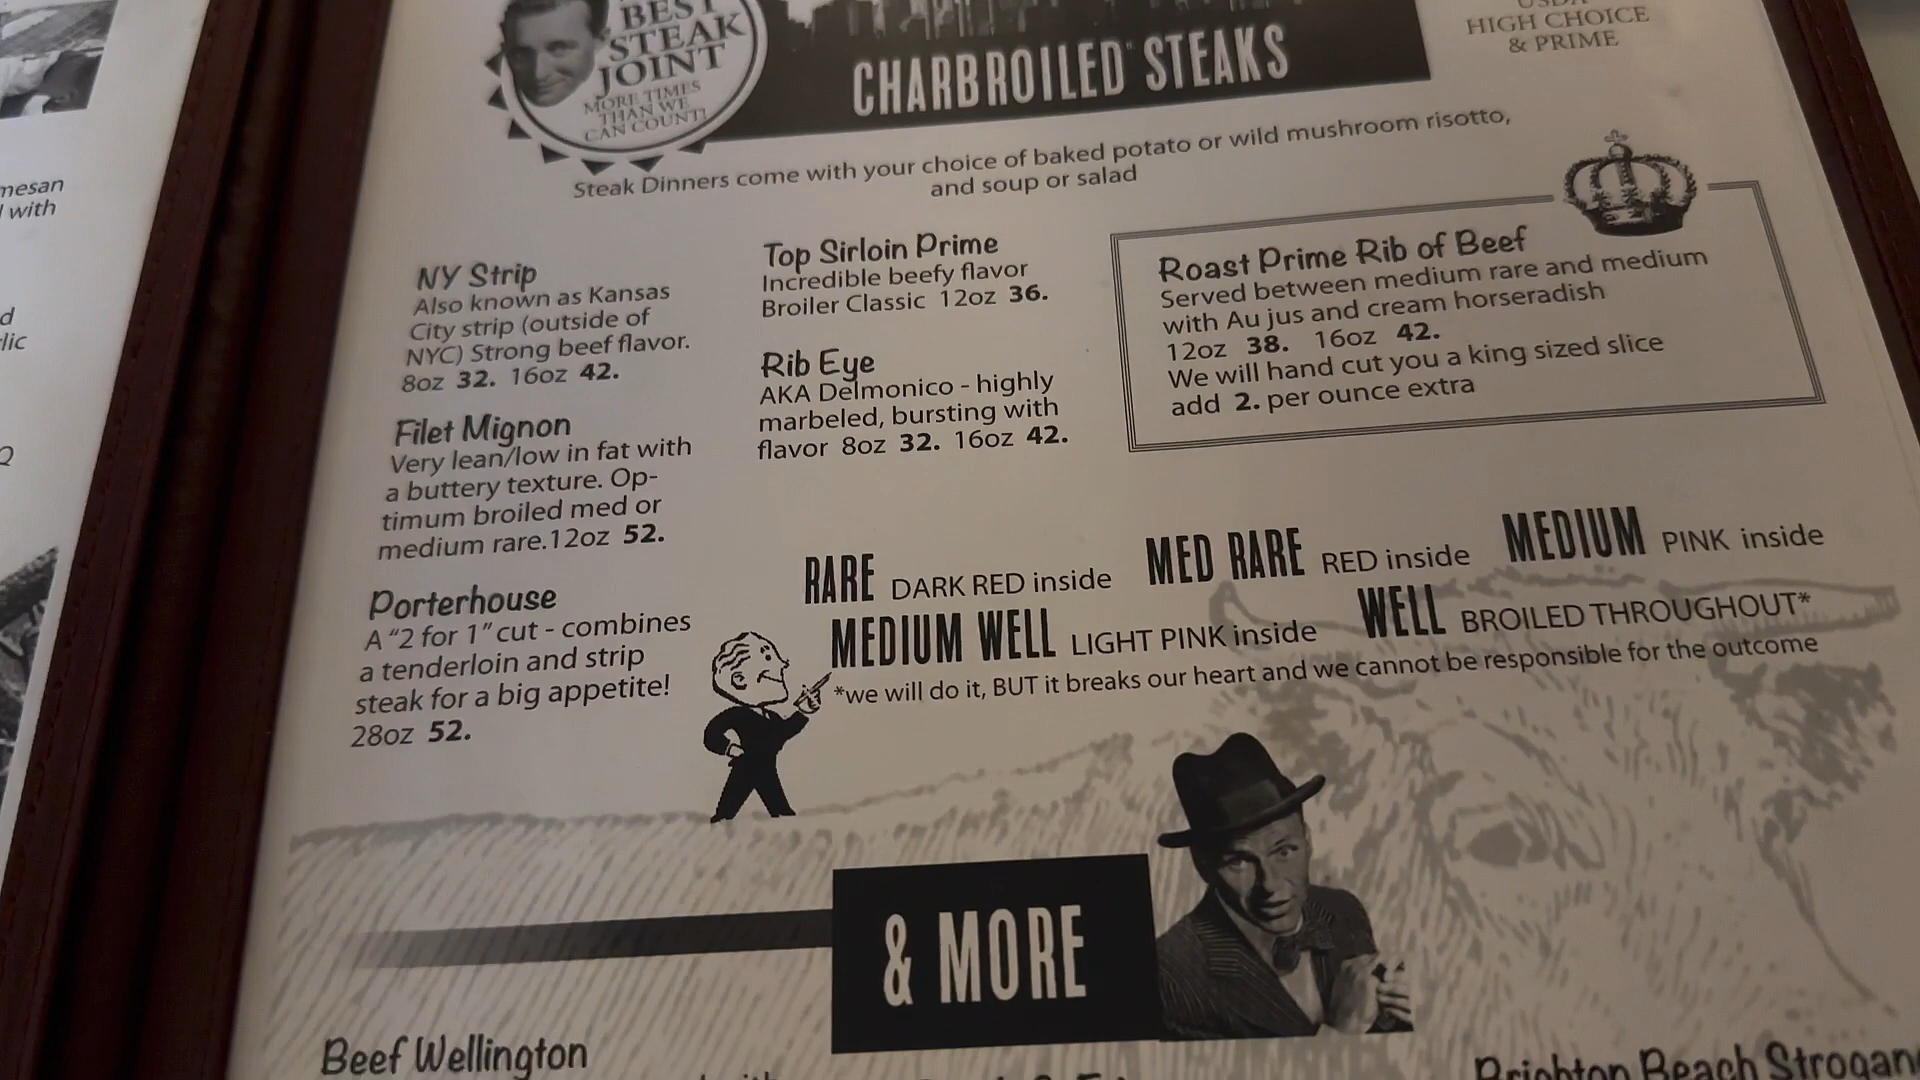 BEST
STEAK
JOINT
MORE TIMES
THAN WE
CAN COUNT!
CHARBROILED STEAKS
HIGH CHOICE
& PRIME
Steak Dinners come with your choice of baked potato or wild mushroom risotto,
and soup or salad
NY Strip
Also known as Kansas
City strip (outside of
NYC) Strong beef flavor.
8oz 32. 16oz 42.
Filet Mignon
Very lean/low in fat with
a buttery texture. Op-
timum broiled med or
medium rare.12oz 52.
Porterhouse
A "2 for 1" cut - combines
a tenderloin and strip
steak for a big appetite!
28oz 52.
Top Sirloin Prime
Incredible beefy flavor
Broiler Classic 12oz 36.
Rib Eye
AKA Delmonico - highly
marbeled, bursting with
flavor 8oz 32. 16oz 42.
Roast Prime Rib of Beef
Served between medium rare and medium
with Au jus and cream horseradish
12oz 38. 16oz 42.
We will hand cut you a king sized slice
add 2. per ounce extra
RARE DARK RED inside MED RARE RED inside MEDIUM PINK inside
MEDIUM WELL LIGHT PINK inside WELL BROILED THROUGHOUT*
*we will do it, BUT it breaks our heart and we cannot be responsible for the outcome
& MORE
Beef Wellington
Brighton Beach
mesan
with